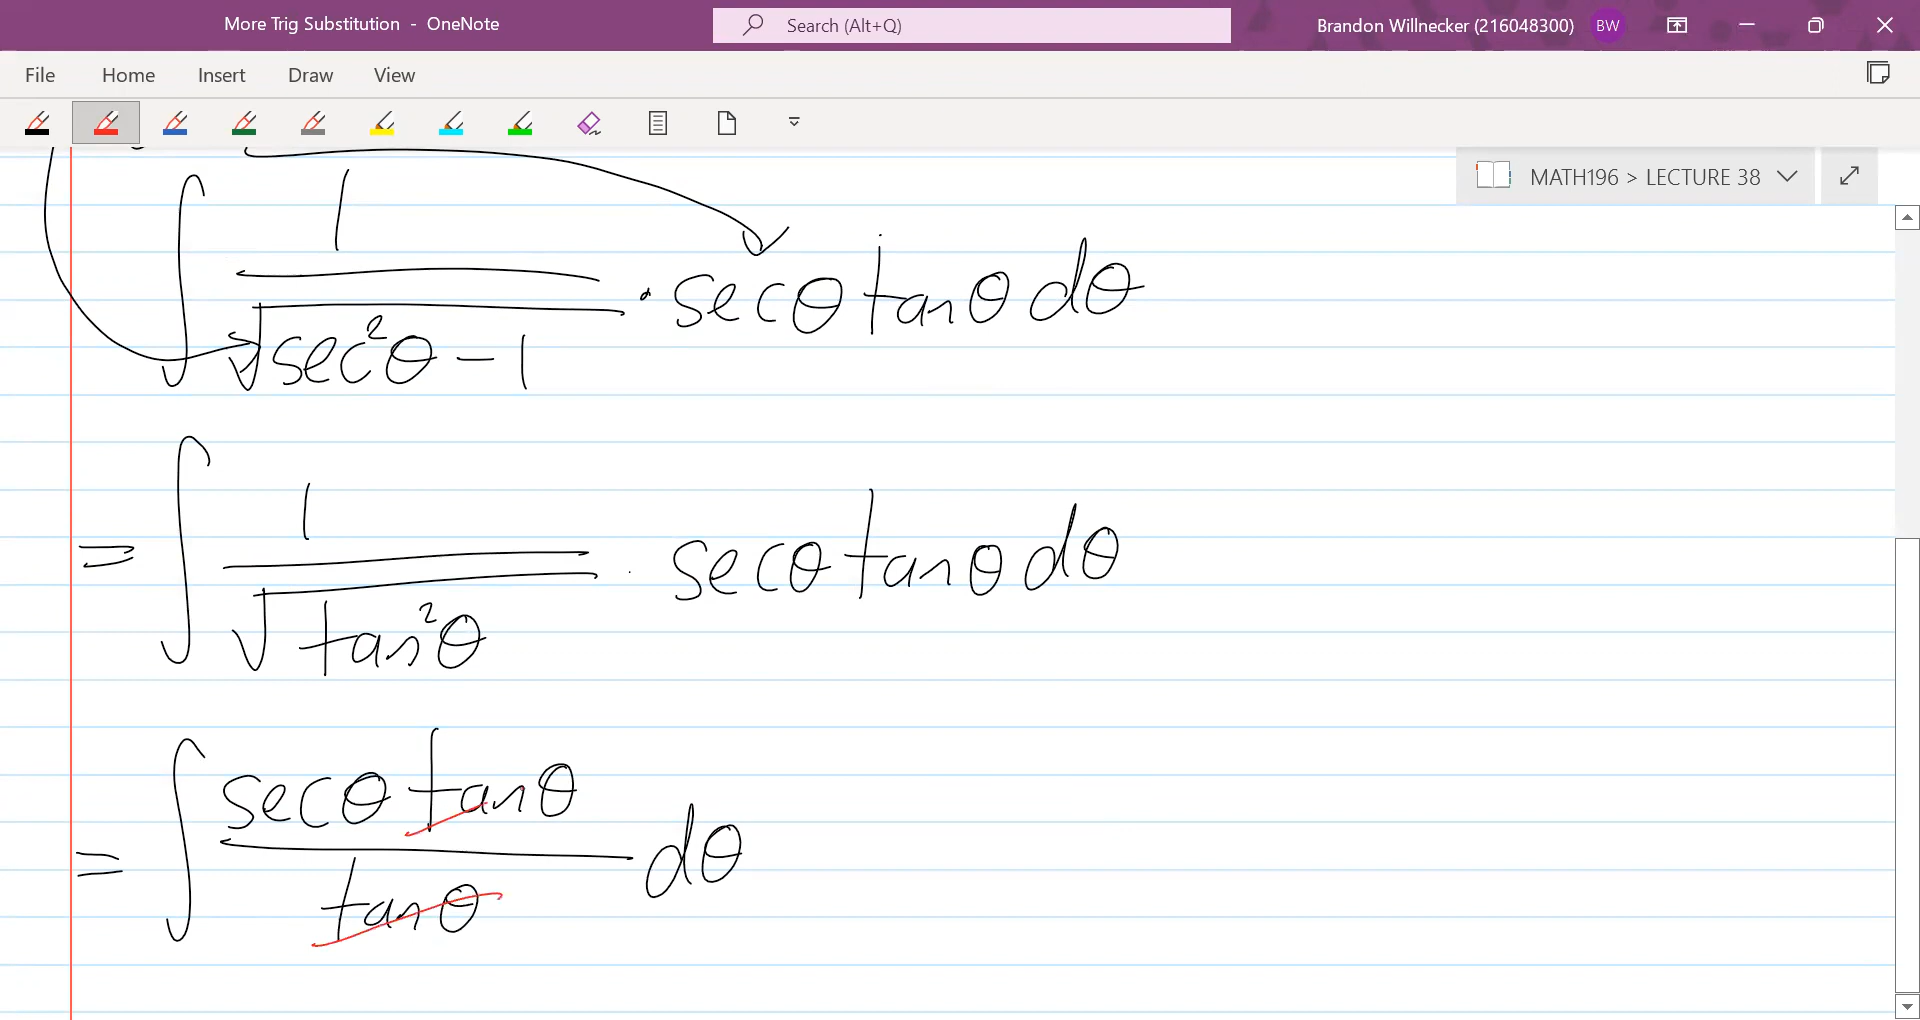 More Trig Substitution - OneNote
Search (Alt+Q)
Brandon Willnecker (216048300) BW
File Home Insert Draw View
MATH196 > LECTURE 38
∫ 1/√(sec²θ - 1) · secθ tanθ dθ
= ∫ 1/√(tan²θ) · secθ tanθ dθ
= ∫ (secθ tanθ)/(tanθ) dθ